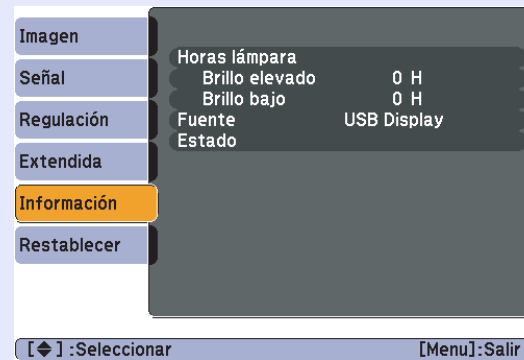 Imagen
Señal
Regulación
Extendida
Información
Restablecer
Horas lámpara
Brillo elevado 0 H
Brillo bajo 0 H
Fuente USB Display
Estado
[◆] :Seleccionar [Menu]:Salir